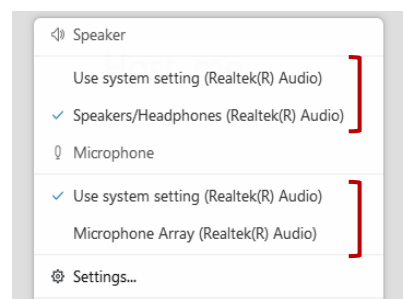 Speaker
Use system setting (Realtek(R) Audio)
Speakers/Headphones (Realtek(R) Audio)
Microphone
Use system setting (Realtek(R) Audio)
Microphone Array (Realtek(R) Audio)
Settings...